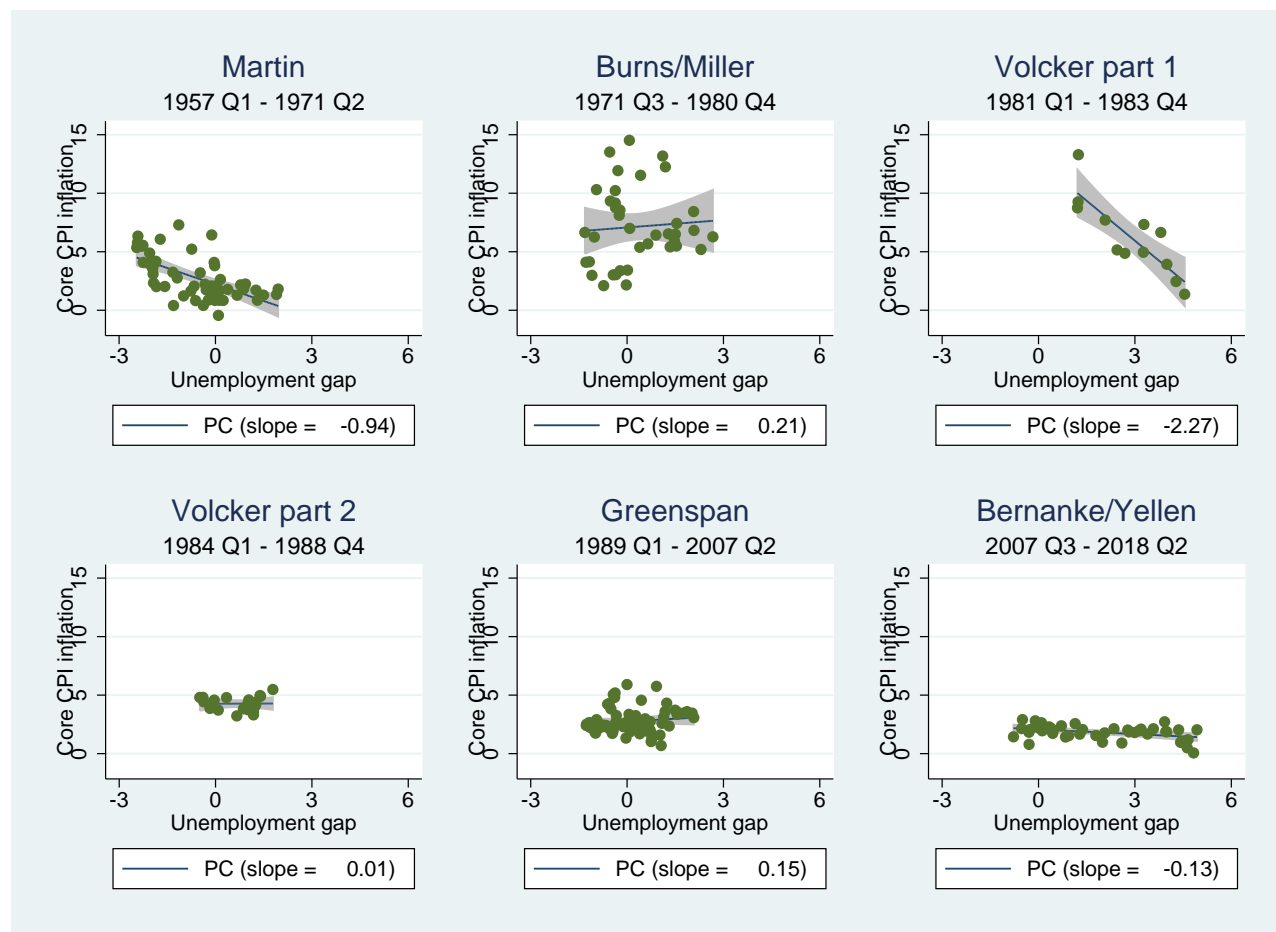 Martin
1957 Q1 - 1971 Q2
Core CPI inflation
0 5 10 15
-3 0 3 6
Unemployment gap
PC (slope = -0.94)
Burns/Miller
1971 Q3 - 1980 Q4
Core CPI inflation
0 5 10 15
-3 0 3 6
Unemployment gap
PC (slope = 0.21)
Volcker part 1
1981 Q1 - 1983 Q4
Core CPI inflation
0 5 10 15
-3 0 3 6
Unemployment gap
PC (slope = -2.27)
Volcker part 2
1984 Q1 - 1988 Q4
Core CPI inflation
0 5 10 15
-3 0 3 6
Unemployment gap
PC (slope = 0.01)
Greenspan
1989 Q1 - 2007 Q2
Core CPI inflation
0 5 10 15
-3 0 3 6
Unemployment gap
PC (slope = 0.15)
Bernanke/Yellen
2007 Q3 - 2018 Q2
Core CPI inflation
0 5 10 15
-3 0 3 6
Unemployment gap
PC (slope = -0.13)